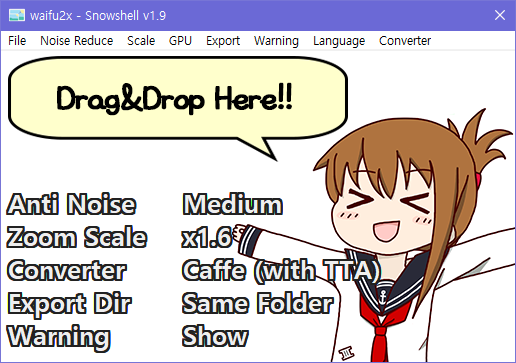 waifu2x - Snowshell v1.9
File Noise Reduce Scale GPU Export Warning Language Converter
Drag&Drop Here!!
Anti Noise Medium
Zoom Scale x1.6
Converter Caffe (with TTA)
Export Dir Same Folder
Warning Show
III